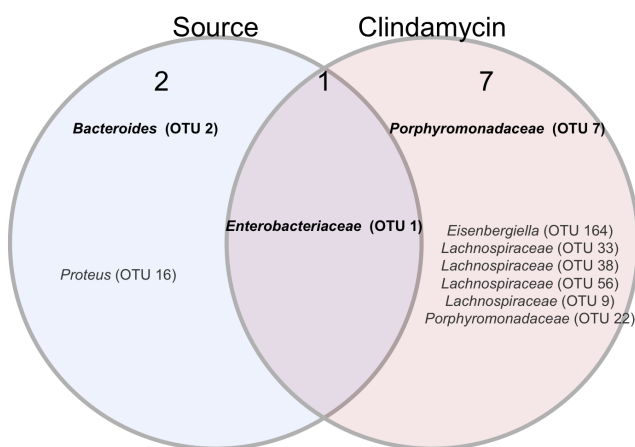 Source Clindamycin
2 1 7
Bacteroides (OTU 2) Porphyromonadaceae (OTU 7)
Enterobacteriaceae (OTU 1)
Proteus (OTU 16)
Eisenbergiella (OTU 164)
Lachnospiraceae (OTU 33)
Lachnospiraceae (OTU 38)
Lachnospiraceae (OTU 56)
Lachnospiraceae (OTU 9)
Porphyromonadaceae (OTU 22)